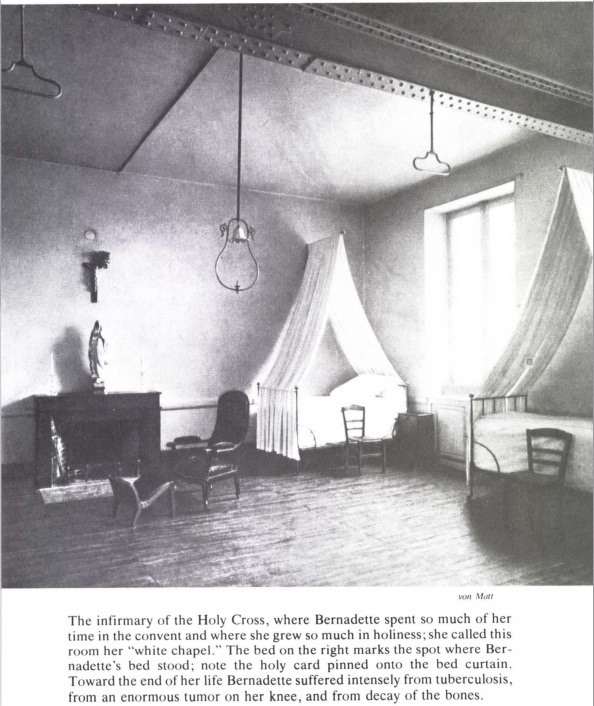 von Matt
The infirmary of the Holy Cross, where Bernadette spent so much of her
time in the convent and where she grew so much in holiness; she called this
room her "white chapel." The bed on the right marks the spot where Ber-
nadette's bed stood; note the holy card pinned onto the bed curtain.
Toward the end of her life Bernadette suffered intensely from tuberculosis,
from an enormous tumor on her knee, and from decay of the bones.